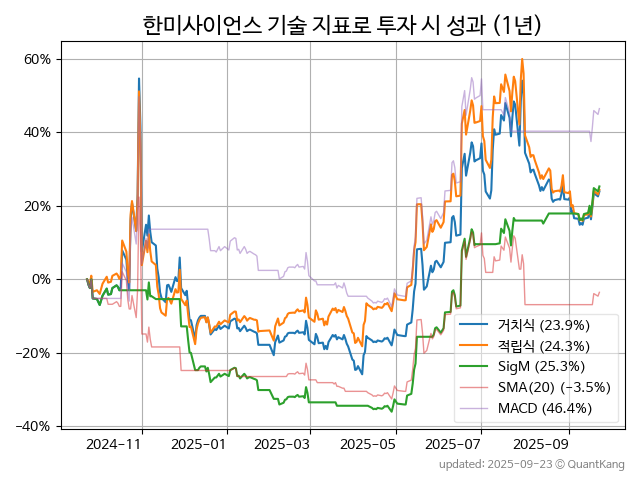 한미사이언스 기술 지표로 투자 시 성과 (1년)
60%
40%
20%
0%
−20%
−40%
거치식 (23.9%)
적립식 (24.3%)
SigM (25.3%)
SMA(20) (−3.5%)
MACD (46.4%)
2024-11
2025-01
2025-03
2025-05
2025-07
2025-09
updated: 2025-09-23 © QuantKang